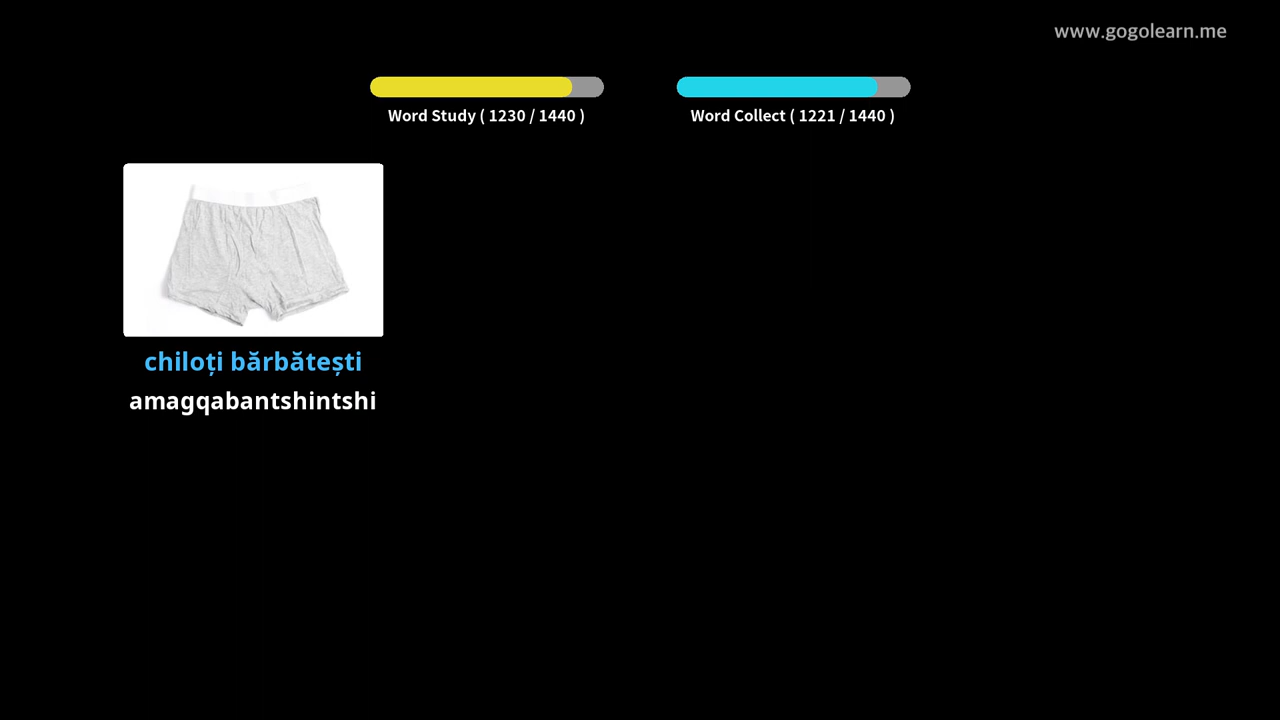 www.gogolearn.me
Word Study ( 1230 / 1440 )
Word Collect ( 1221 / 1440 )
chiloți bărbătești
amagqabantshintshi